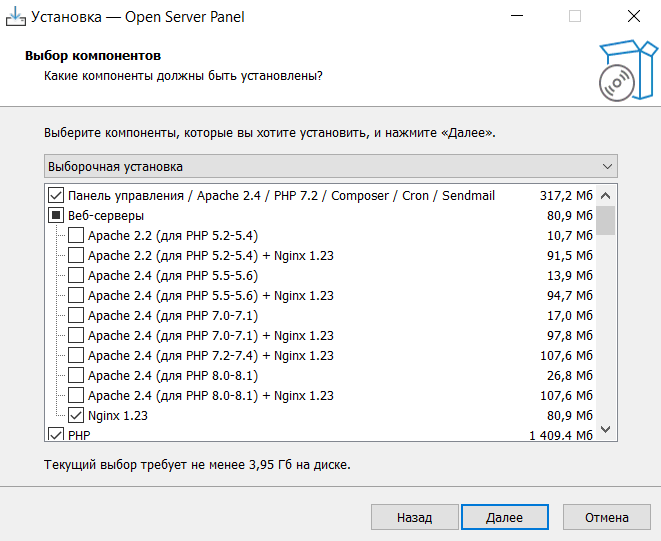 Установка — Open Server Panel
Выбор компонентов
Какие компоненты должны быть установлены?
Выберите компоненты, которые вы хотите установить, и нажмите «Далее».
Выборочная установка
Панель управления / Apache 2.4 / PHP 7.2 / Composer / Cron / Sendmail 317,2 Мб
Веб-серверы 80,9 Мб
Apache 2.2 (для PHP 5.2-5.4) 10,7 Мб
Apache 2.2 (для PHP 5.2-5.4) + Nginx 1.23 91,5 Мб
Apache 2.4 (для PHP 5.5-5.6) 13,9 Мб
Apache 2.4 (для PHP 5.5-5.6) + Nginx 1.23 94,7 Мб
Apache 2.4 (для PHP 7.0-7.1) 17,0 Мб
Apache 2.4 (для PHP 7.0-7.1) + Nginx 1.23 97,8 Мб
Apache 2.4 (для PHP 7.2-7.4) + Nginx 1.23 107,6 Мб
Apache 2.4 (для PHP 8.0-8.1) 26,8 Мб
Apache 2.4 (для PHP 8.0-8.1) + Nginx 1.23 107,6 Мб
Nginx 1.23 80,9 Мб
PHP 1 409,4 Мб
Текущий выбор требует не менее 3,95 Гб на диске.
Назад Далее Отмена